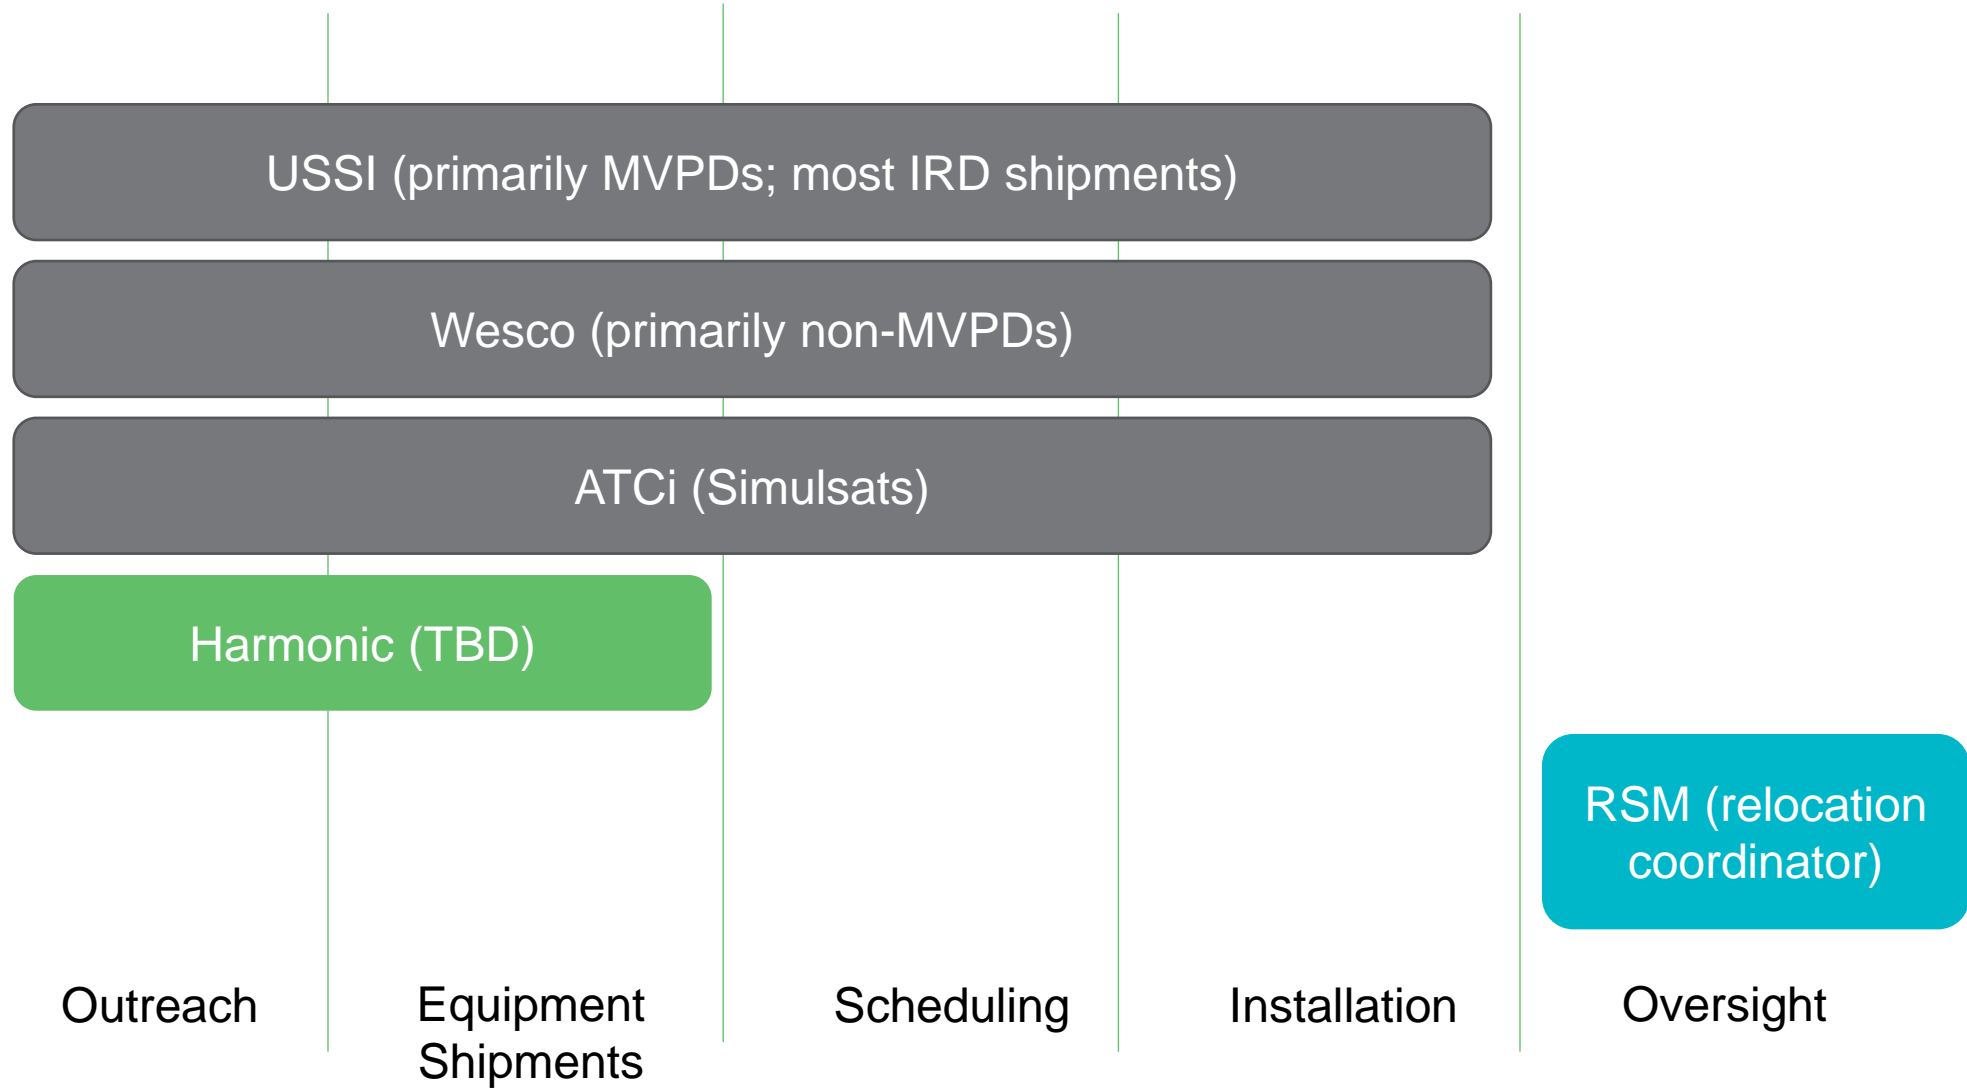 USSI (primarily MVPDs; most IRD shipments)
Wesco (primarily non-MVPDs)
ATCi (Simulsats)
Harmonic (TBD)
RSM (relocation
coordinator)
Outreach
Equipment
Shipments
Scheduling
Installation
Oversight